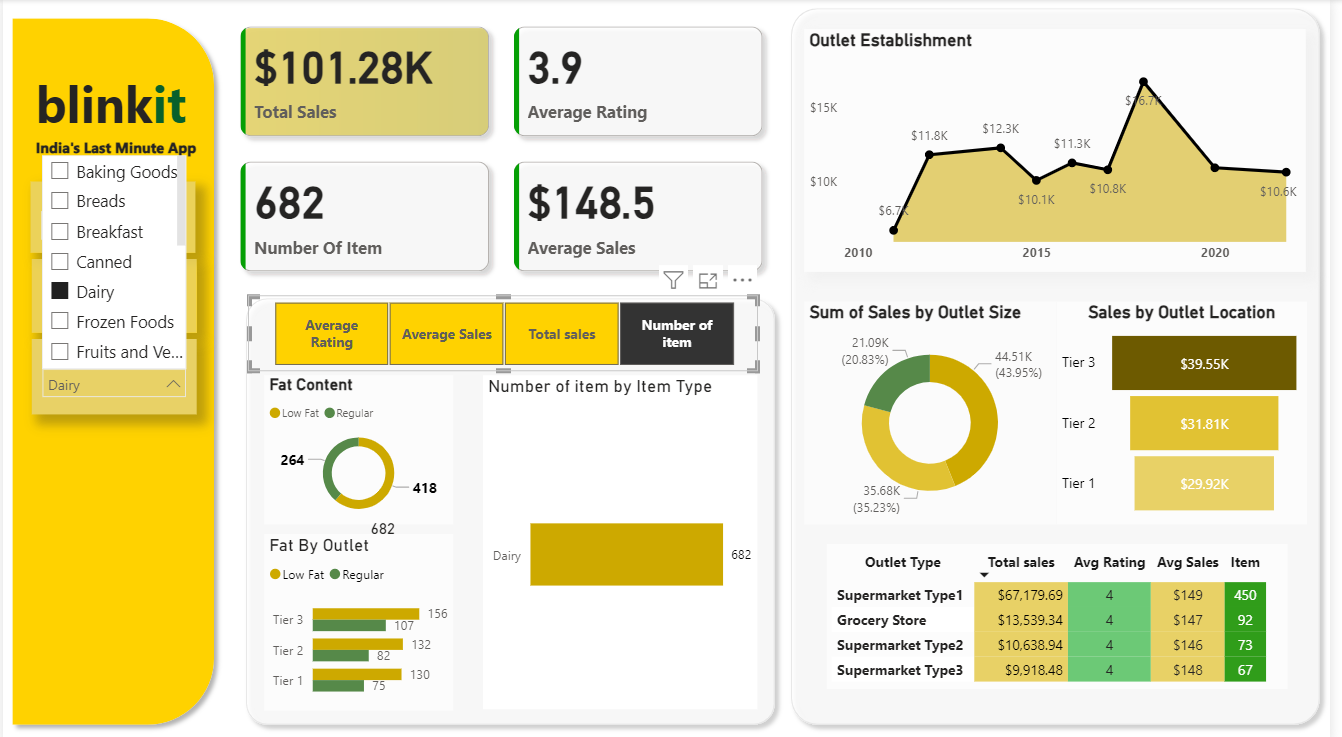 blinkit
India's Last Minute App
Baking Goods
Breads
Breakfast
Canned
Dairy
Frozen Foods
Fruits and Ve...
Dairy
$101.28K
Total Sales
3.9
Average Rating
682
Number Of Item
$148.5
Average Sales
Average
Rating
Average Sales
Total sales
Number of
item
Fat Content
Low Fat Regular
264
418
682
Fat By Outlet
Low Fat Regular
Tier 3 156
107
Tier 2 132
82
Tier 1 130
75
Number of item by Item Type
Dairy 682
Outlet Establishment
$15K
$10K
$6.7K
$11.8K
$12.3K
$10.1K
$11.3K
$10.8K
$16.7K
$10.6K
2010 2015 2020
Sum of Sales by Outlet Size
21.09K
(20.83%)
44.51K
(43.95%)
35.68K
(35.23%)
Sales by Outlet Location
Tier 3 $39.55K
Tier 2 $31.81K
Tier 1 $29.92K
Outlet Type Total sales Avg Rating Avg Sales Item
Supermarket Type1 $67,179.69 4 $149 450
Grocery Store $13,539.34 4 $147 92
Supermarket Type2 $10,638.94 4 $146 73
Supermarket Type3 $9,918.48 4 $148 67